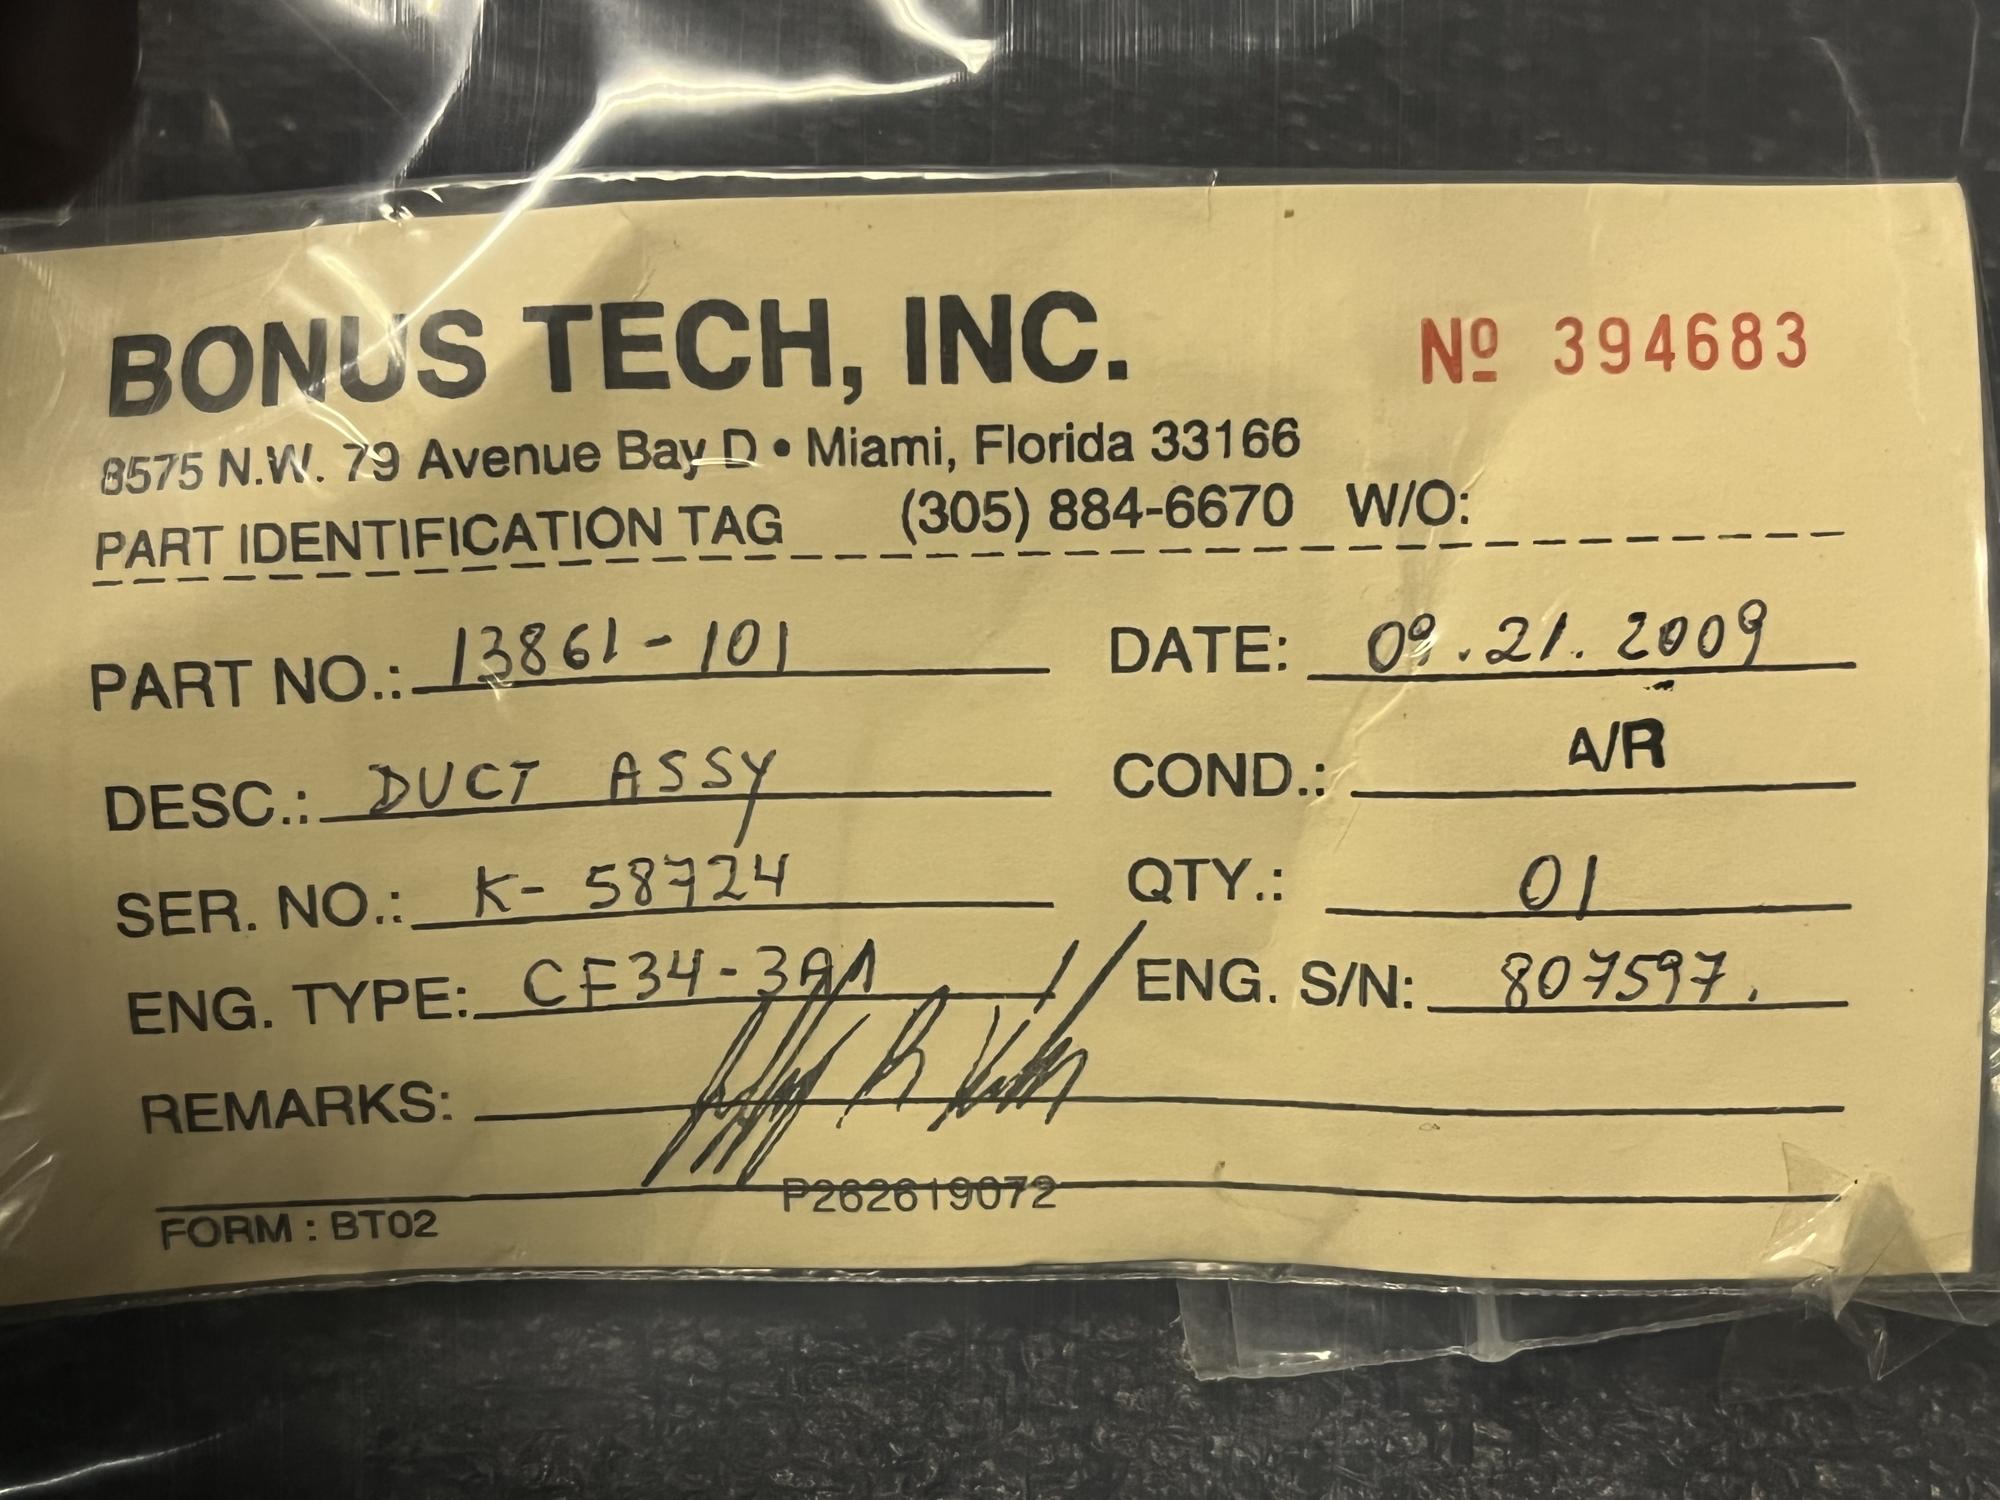 BONUS TECH, INC.
Nº 394683
8575 N.W. 79 Avenue Bay D • Miami, Florida 33166
PART IDENTIFICATION TAG (305) 884-6670 W/O:
PART NO.: 13861-101 DATE: 09.21.2009
DESC.: DUCT ASSY COND.: A/R
SER. NO.: K-58724 QTY.: 01
ENG. TYPE: CF34-3A1 ENG. S/N: 807597.
REMARKS:
P262619072
FORM : BT02